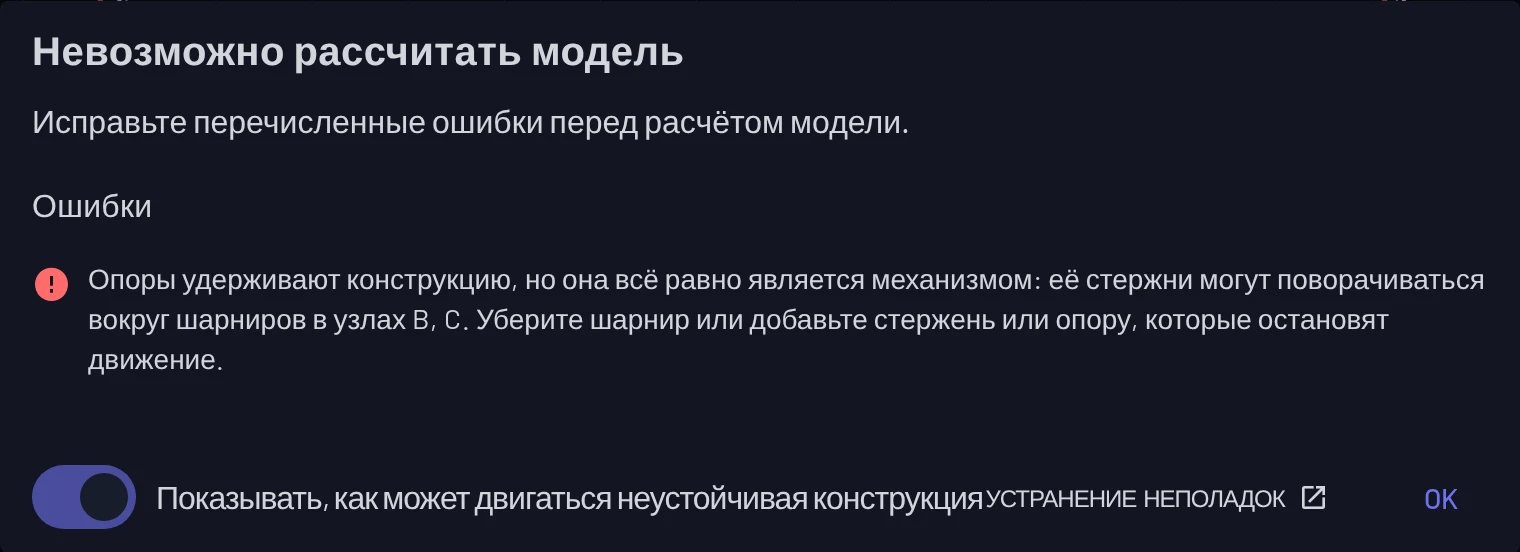 Невозможно рассчитать модель
Исправьте перечисленные ошибки перед расчётом модели.
Ошибки
Опоры удерживают конструкцию, но она всё равно является механизмом: её стержни могут поворачиваться
вокруг шарниров в узлах B, C. Уберите шарнир или добавьте стержень или опору, которые остановят
движение.
Показывать, как может двигаться неустойчивая конструкция УСТРАНЕНИЕ НЕПОЛАДОК OK